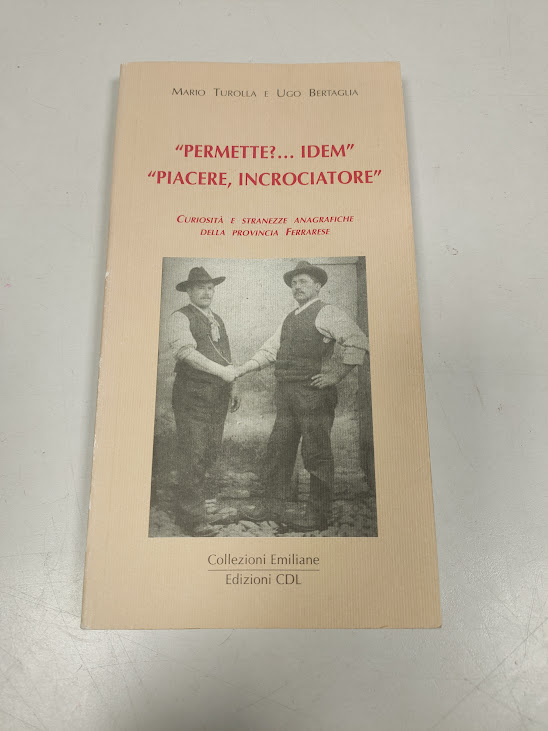 Mario Turolla e Ugo Bertaglia
“PERMETTE?... IDEM”
“PIACERE, INCROCIATORE”
Curiosità e stranezze anagrafiche
della provincia Ferrarese
Collezioni Emiliane
Edizioni CDL